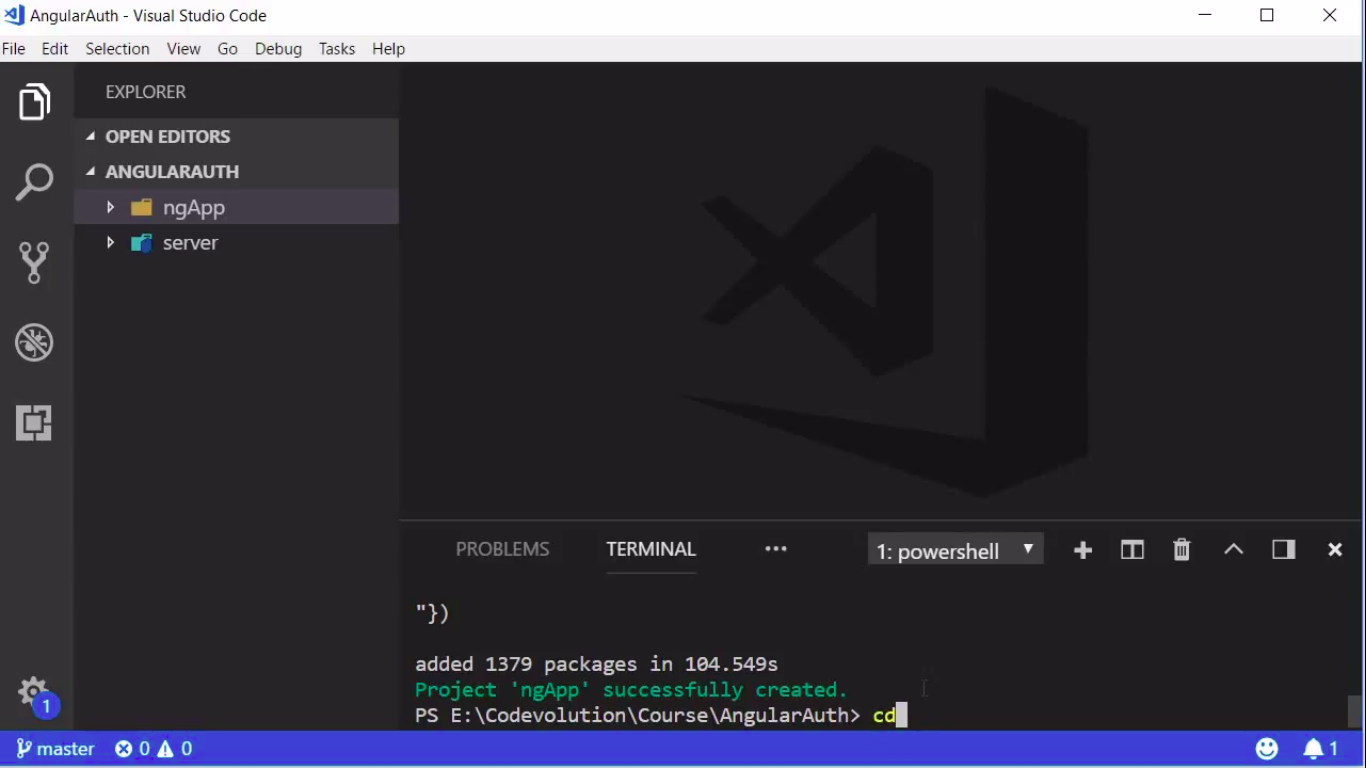 AngularAuth - Visual Studio Code
File Edit Selection View Go Debug Tasks Help
EXPLORER
OPEN EDITORS
ANGULARAUTH
ngApp
server
PROBLEMS TERMINAL ••• 1: powershell
"})
added 1379 packages in 104.549s
Project 'ngApp' successfully created.
PS E:\Codevolution\Course\AngularAuth> cd
1
master 0 0 1